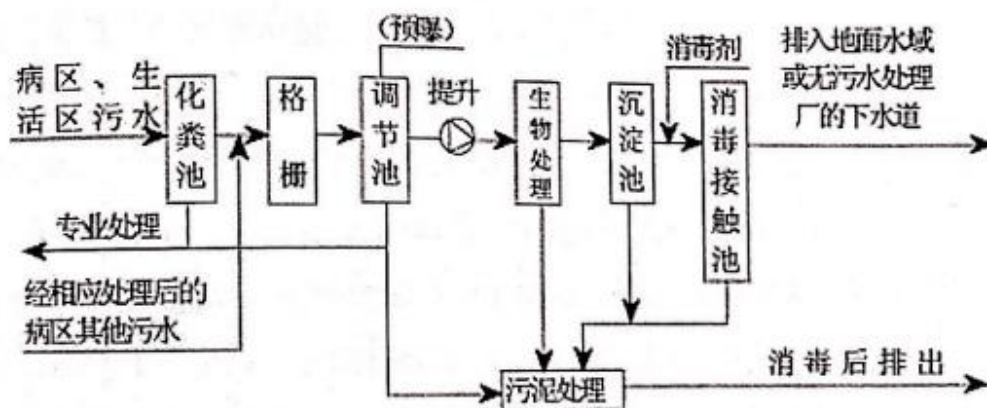 (预曝)
消毒剂
排入地面水域
或无污水处理
厂的下水道
病区、生
活区污水
化粪池
格栅
调节池
提升
生物处理
沉淀池
消毒接触池
专业处理
经相应处理后的
病区其他污水
污泥处理
消毒后排出